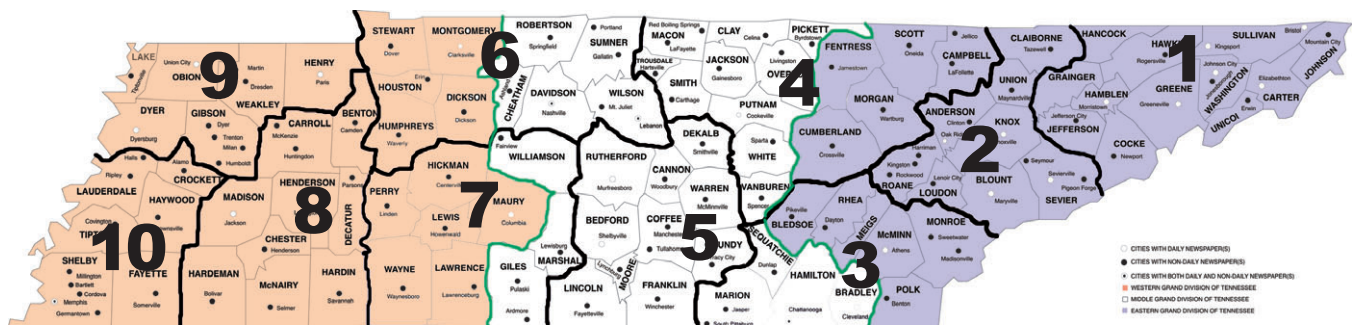 ROBERTSON
Portland
Springfield
SUMNER
Gallatin
Red Boiling Springs
MACON
LaFayette
CLAY
Celina
PICKETT
Byrdstown
STEWART
Dover
MONTGOMERY
Clarksville
6
4
FENTRESS
Jamestown
SCOTT
Oneida
Jellico
CAMPBELL
LaFollette
CLAIBORNE
Tazewell
HANCOCK
HAWK
Rogersville
1
SULLIVAN
Kingsport
Bristol
Mountain City
JOHNSON
LAKE
Tiptonville
Union City
OBION
9
Martin
Dresden
WEAKLEY
HENRY
Paris
Erin
HOUSTON
TROUSDALE
Hartsville
JACKSON
Gainesboro
Livingston
OVER
SMITH
Carthage
PUTNAM
Cookeville
CHEATHAM
DAVIDSON
Nashville
WILSON
Mt. Juliet
Lebanon
DICKSON
Dickson
HUMPHREYS
Waverly
MORGAN
Wartburg
UNION
Maynardville
ANDERSON
Clinton
Oak Rid
KNOX
noxville
GRAINGER
HAMBLEN
Morristown
GREENE
Greeneville
Johnson City
Jonesborough
WASHINGTON
Elizabethton
CARTER
Erwin
UNICOI
DYER
Dyersburg
GIBSON
Dyer
Trenton
Milan
Humboldt
CARROLL
McKenzie
Huntingdon
BENTON
Camden
Fairview
WILLIAMSON
RUTHERFORD
Murfreesboro
DEKALB
Smithville
CANNON
Woodbury
Sparta
WHITE
CUMBERLAND
Crossville
2
Harriman
Kingston
Rockwood
ROANE
Lenoir City
LOUDON
BLOUNT
Maryville
Seymour
Sevierville
Pigeon Forge
SEVIER
Jefferson City
JEFFERSON
COCKE
Newport
Halls
Ripley
LAUDERDALE
Alamo
CROCKETT
MADISON
Jackson
HENDERSON
8
Parsons
DECATUR
PERRY
Linden
HICKMAN
Centerville
LEWIS
Hohenwald
7
MAURY
Columbia
WARREN
McMinnville
VANBUREN
Spencer
Pikeville
BLEDSOE
RHEA
Dayton
MEIGS
McMINN
Athens
MONROE
Sweetwater
Madisonville
HAYWOOD
Covington
TIPT
10
ownsville
CHESTER
Henderson
BEDFORD
Shelbyville
COFFEE
Manchester
Tullahoma
5
UNDY
racy City
SEQUATCHIE
Dunlap
3
SHELBY
Millington
Bartlett
Cordova
Memphis
Germantown
FAYETTE
Somerville
HARDEMAN
Bolivar
McNAIRY
Selmer
HARDIN
Savannah
WAYNE
Waynesboro
LAWRENCE
Lawrenceburg
GILES
Pulaski
Ardmore
Lewisburg
MARSHAL
Lynchburg
MOORE
LINCOLN
Fayetteville
FRANKLIN
Winchester
MARION
Jasper
South Pittsburg
HAMILTON
Chattanooga
BRADLEY
Cleveland
POLK
Benton
CITIES WITH DAILY NEWSPAPER(S)
CITIES WITH NON-DAILY NEWSPAPER(S)
CITIES WITH BOTH DAILY AND NON-DAILY NEWSPAPER(S)
WESTERN GRAND DIVISION OF TENNESSEE
MIDDLE GRAND DIVISION OF TENNESSEE
EASTERN GRAND DIVISION OF TENNESSEE